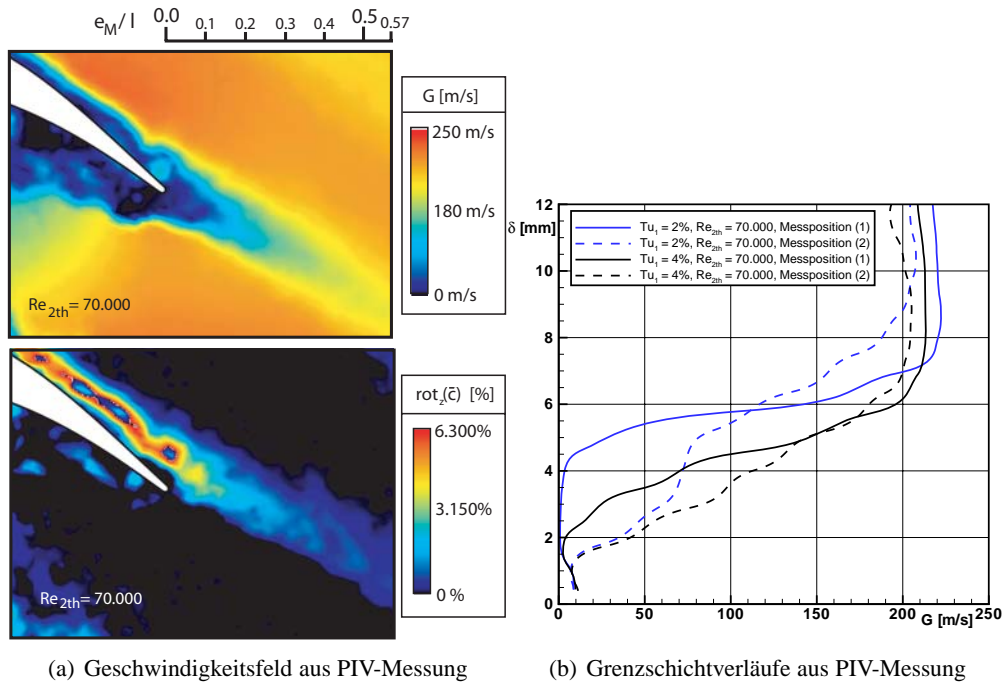 e_M / l 0.0 0.1 0.2 0.3 0.4 0.5 0.57
G [m/s]
250 m/s
180 m/s
0 m/s
Re_2th = 70.000
rot_z(c̄) [%]
6.300%
3.150%
0 %
Re_2th = 70.000
(a) Geschwindigkeitsfeld aus PIV-Messung
12
δ [mm]
10
8
6
4
2
0
Tu_1 = 2%, Re_2th = 70.000, Messposition (1)
Tu_1 = 2%, Re_2th = 70.000, Messposition (2)
Tu_1 = 4%, Re_2th = 70.000, Messposition (1)
Tu_1 = 4%, Re_2th = 70.000, Messposition (2)
0 50 100 150 200 250
G [m/s]
(b) Grenzschichtverläufe aus PIV-Messung